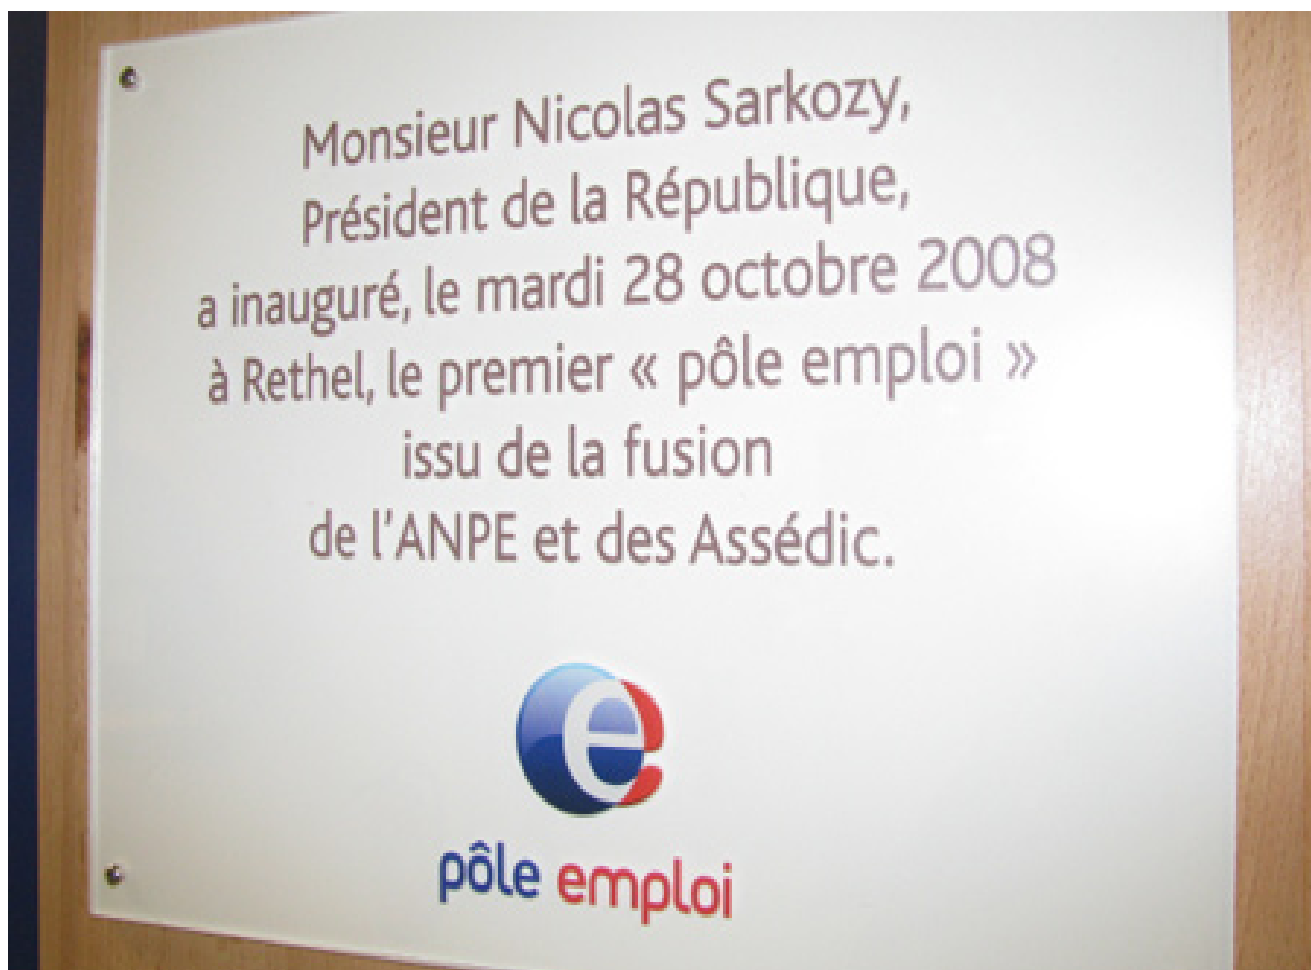 Monsieur Nicolas Sarkozy,
Président de la République,
a inauguré, le mardi 28 octobre 2008
à Rethel, le premier « pôle emploi »
issu de la fusion
de l'ANPE et des Assédic.
e
pôle emploi